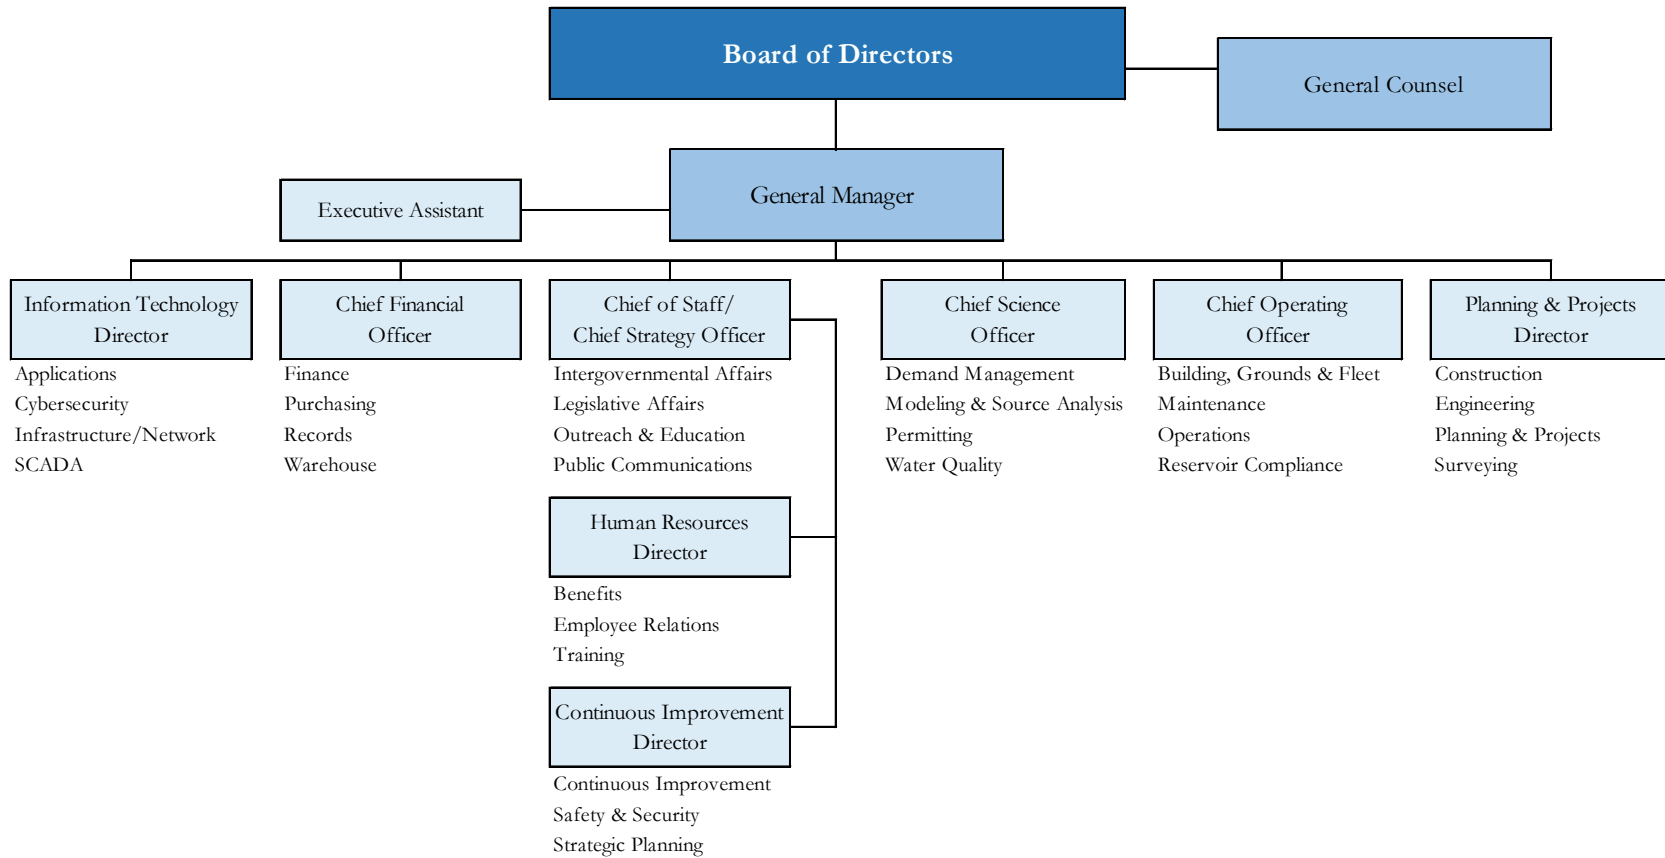 Board of Directors
General Counsel
General Manager
Executive Assistant
Information Technology
Director
Applications
Cybersecurity
Infrastructure/Network
SCADA
Chief Financial
Officer
Finance
Purchasing
Records
Warehouse
Chief of Staff/
Chief Strategy Officer
Intergovernmental Affairs
Legislative Affairs
Outreach & Education
Public Communications
Human Resources
Director
Benefits
Employee Relations
Training
Continuous Improvement
Director
Continuous Improvement
Safety & Security
Strategic Planning
Chief Science
Officer
Demand Management
Modeling & Source Analysis
Permitting
Water Quality
Chief Operating
Officer
Building, Grounds & Fleet
Maintenance
Operations
Reservoir Compliance
Planning & Projects
Director
Construction
Engineering
Planning & Projects
Surveying